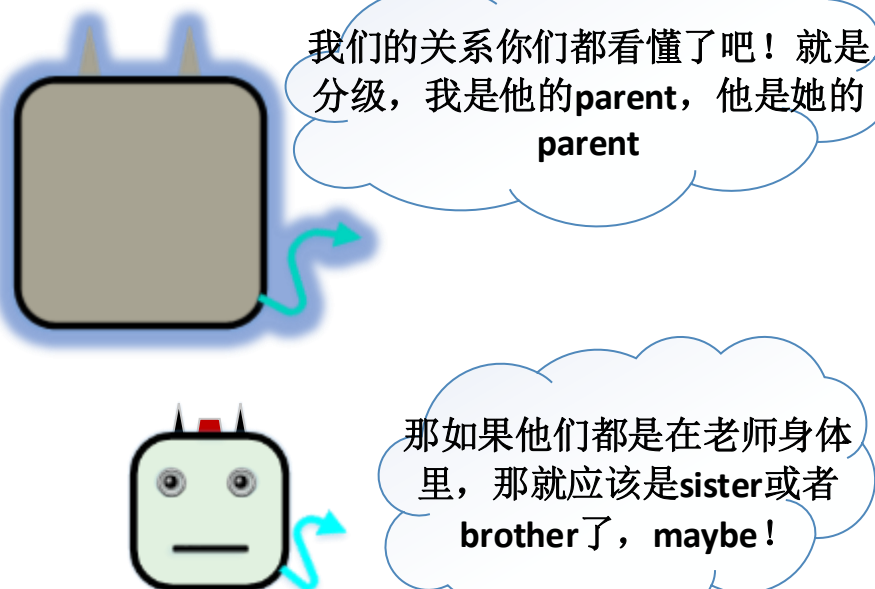 我们的关系你们都看懂了吧！就是
分级，我是他的parent，他是她的
parent
那如果他们都是在老师身体
里，那就应该是sister或者
brother了，maybe！